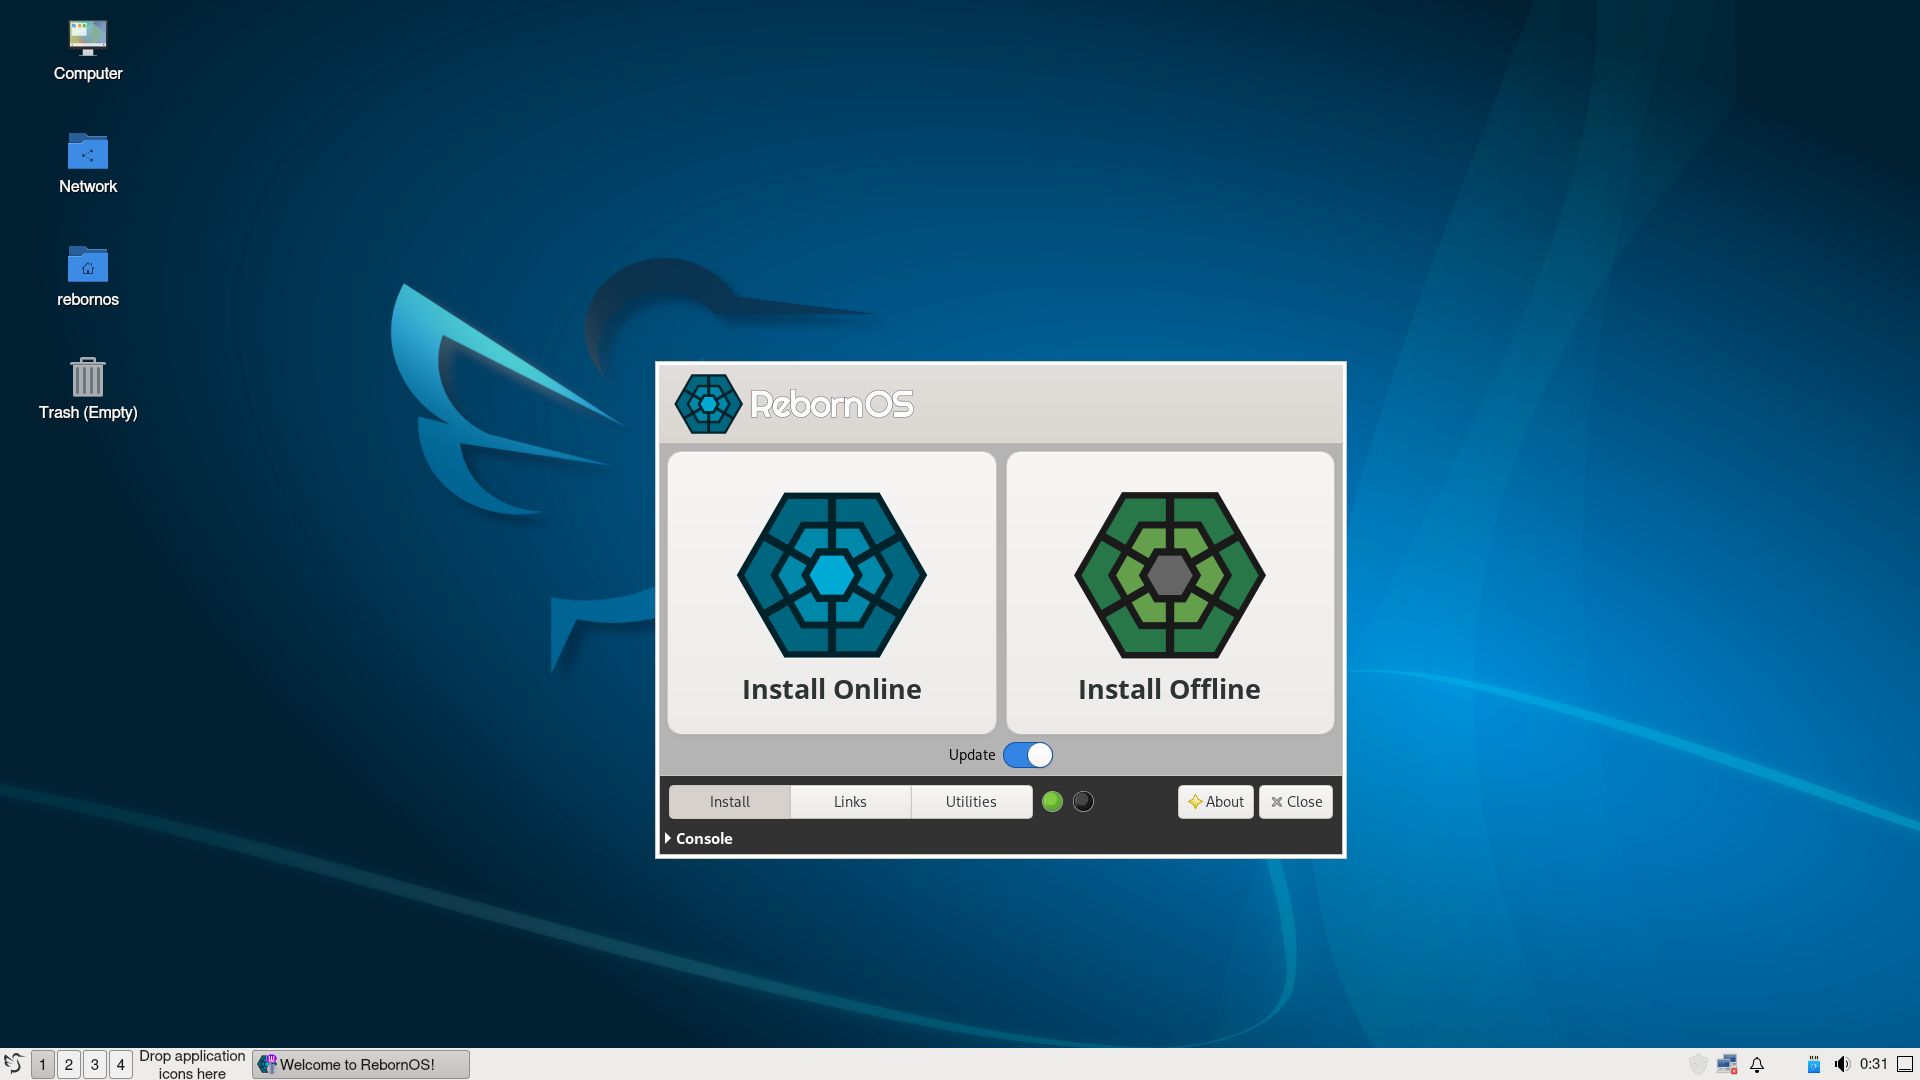 Computer
Network
rebornos
Trash (Empty)
RebornOS
Install Online
Install Offline
Update
Install
Links
Utilities
About
Close
Console
1
2
3
4
Drop application
icons here
Welcome to RebornOS!
0:31